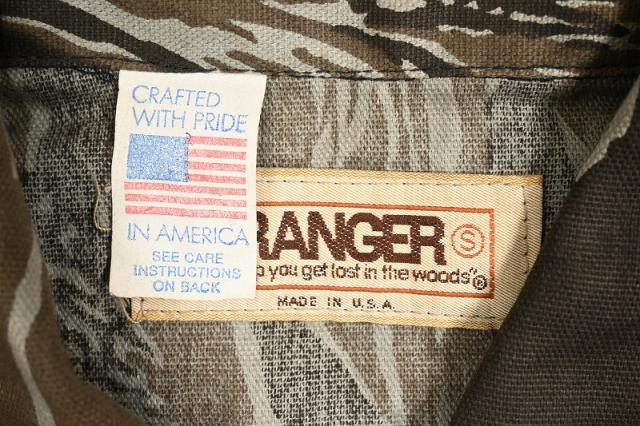 CRAFTED
WITH PRIDE
IN AMERICA
SEE CARE
INSTRUCTIONS
ON BACK
RANGER S
you get lost in the woods"®
MADE IN U.S.A.